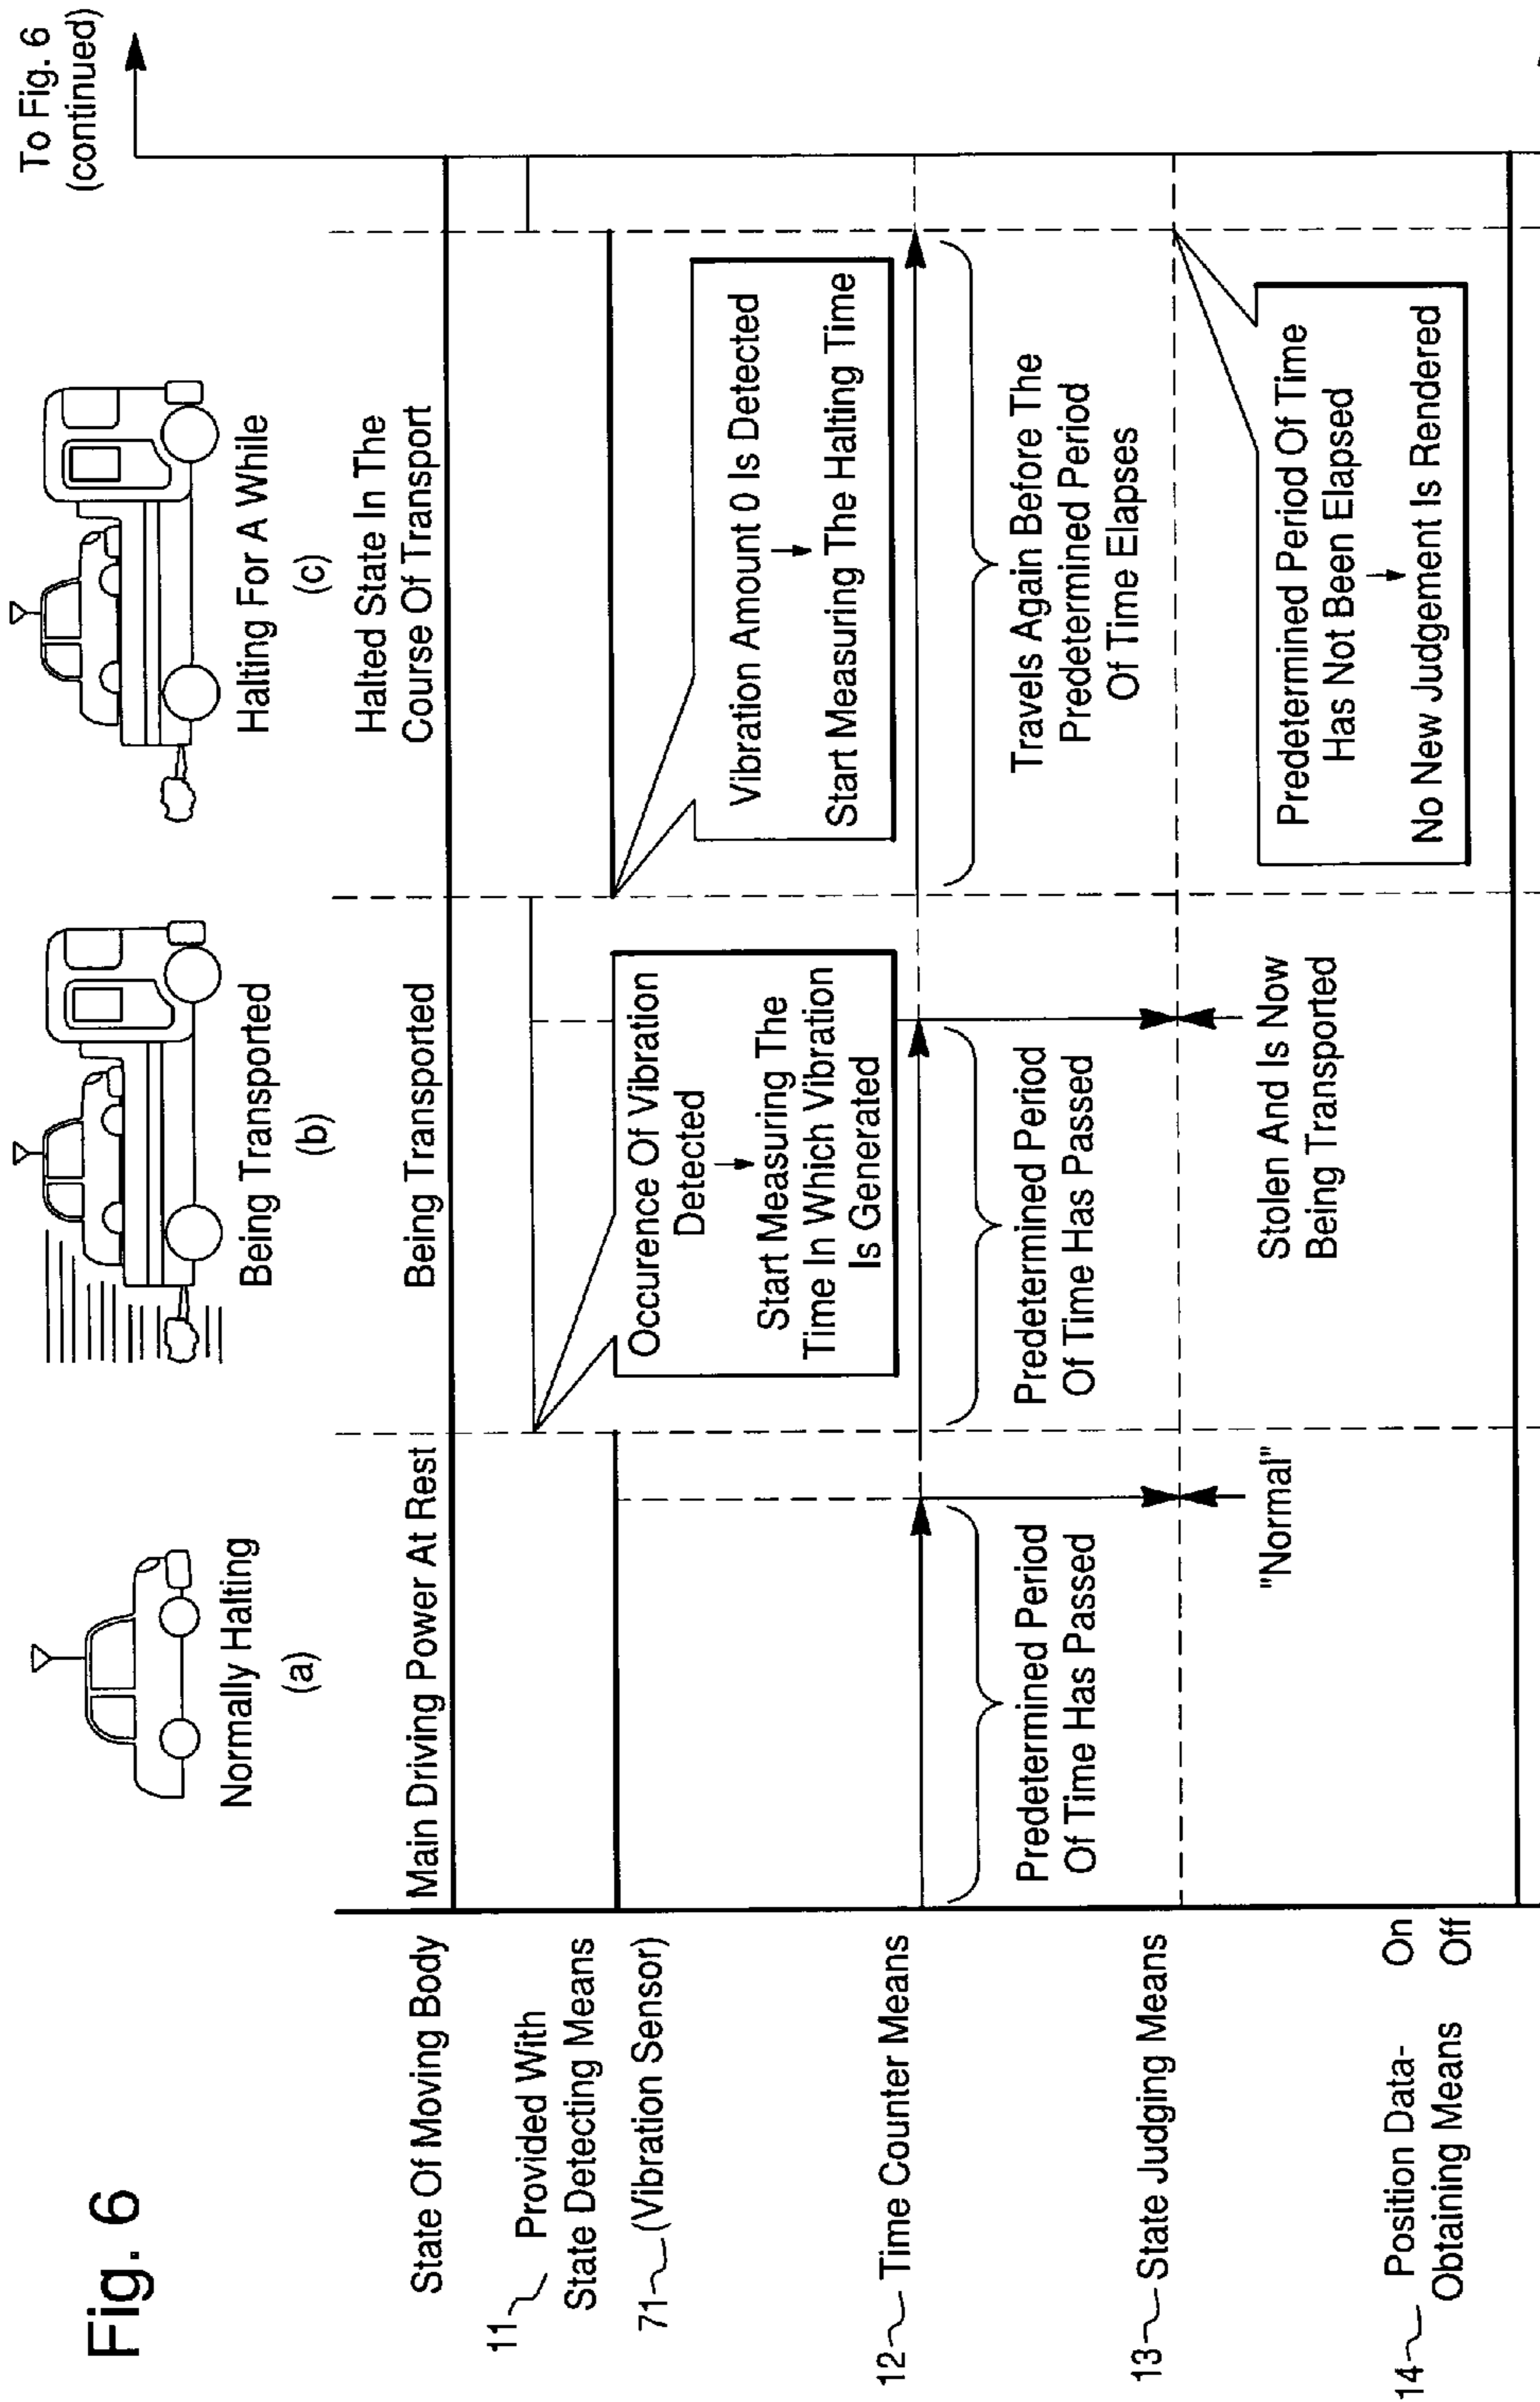 Fig. 6
To Fig. 6
(continued)
Normally Halting
(a)
Being Transported
(b)
Halting For A While
(c)
State Of Moving Body
Main Driving Power At Rest
Being Transported
Halted State In The
Course Of Transport
11
Provided With
State Detecting Means
71
(Vibration Sensor)
Occurence Of Vibration
Detected
Start Measuring The
Time In Which Vibration
Is Generated
Vibration Amount 0 Is Detected
Start Measuring The Halting Time
12
Time Counter Means
Predetermined Period
Of Time Has Passed
Predetermined Period
Of Time Has Passed
Travels Again Before The
Predetermined Period
Of Time Elapses
13
State Judging Means
"Normal"
Stolen And Is Now
Being Transported
Predetermined Period Of Time
Has Not Been Elapsed
No New Judgement Is Rendered
14
Position Data-
Obtaining Means
On
Off